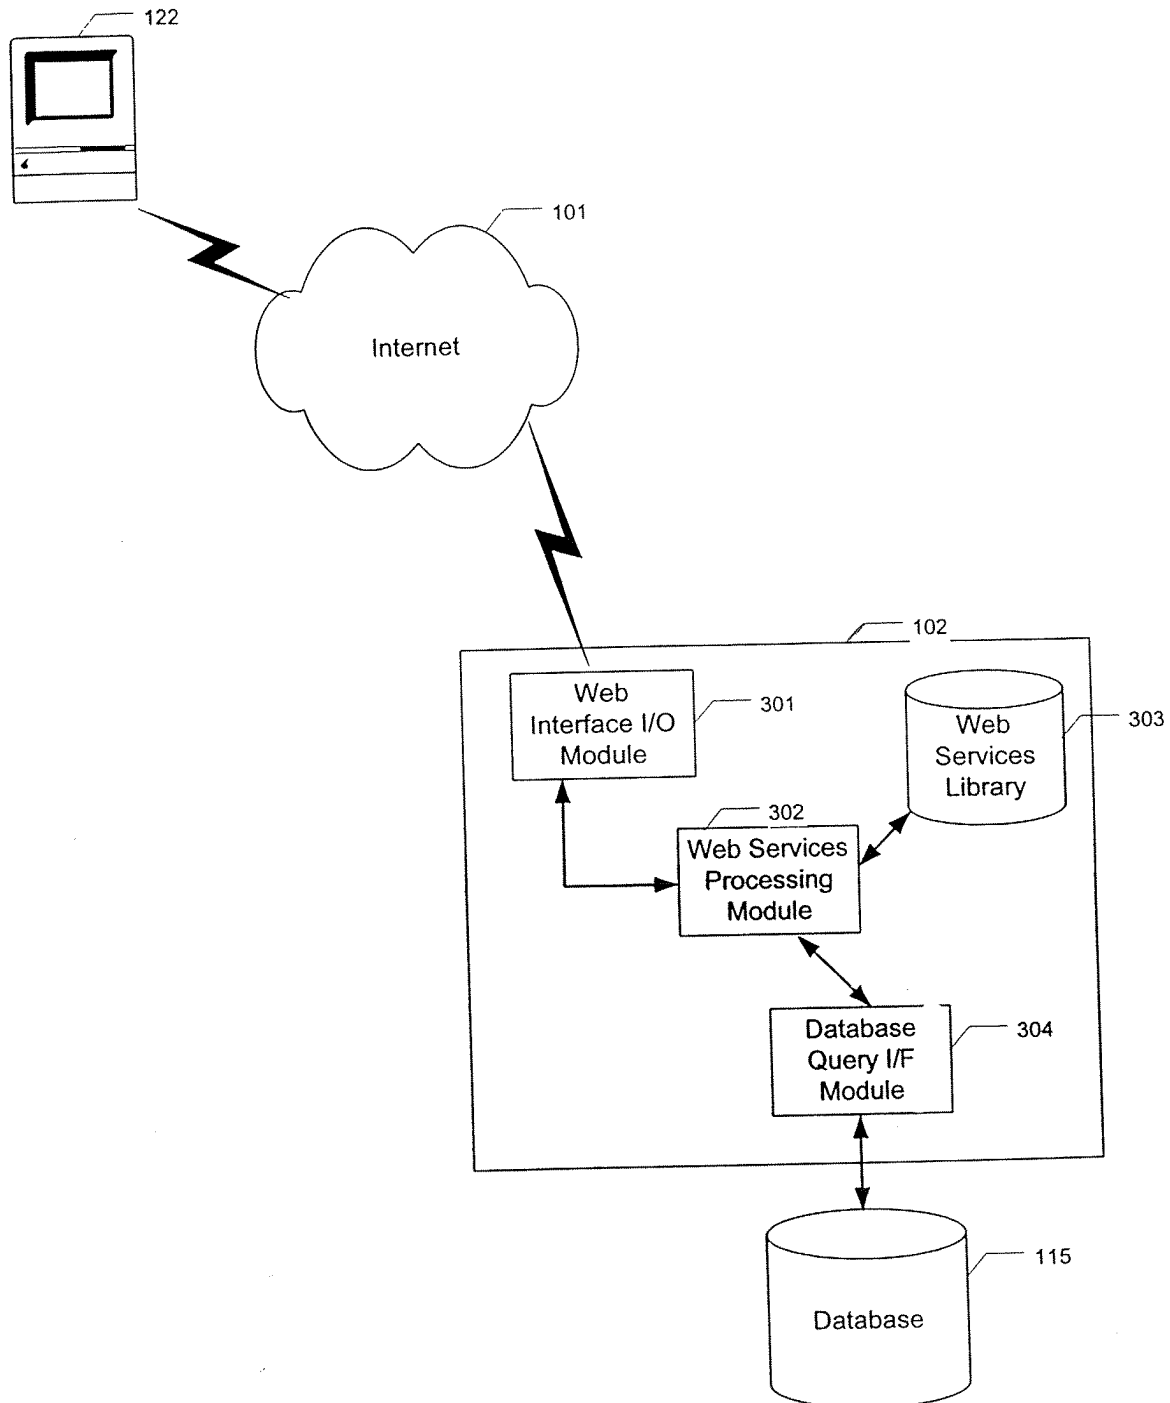 122
101
Internet
102
Web
Interface I/O
Module
301
Web
Services
Library
303
302
Web Services
Processing
Module
Database
Query I/F
Module
304
115
Database